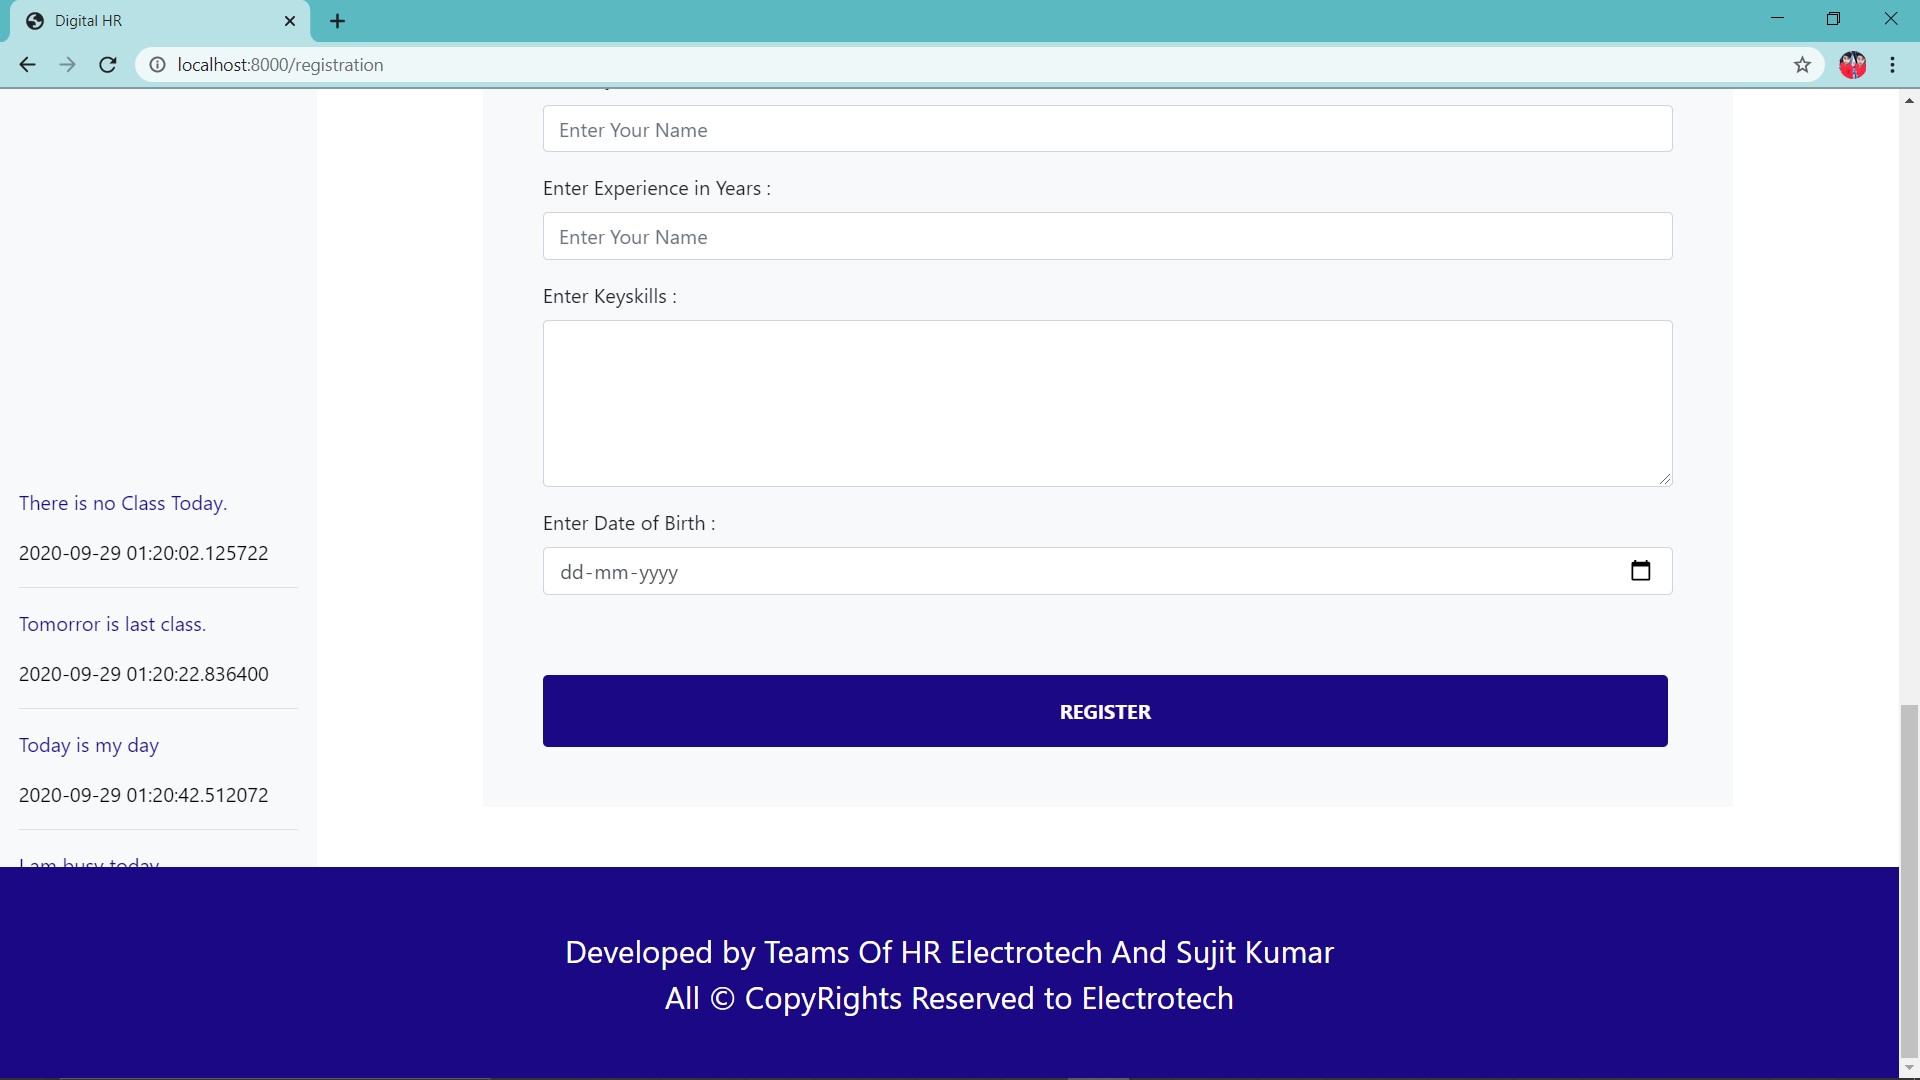 Digital HR
localhost:8000/registration
Enter Your Name
Enter Experience in Years :
Enter Your Name
Enter Keyskills :
Enter Date of Birth :
dd-mm-yyyy
REGISTER
There is no Class Today.
2020-09-29 01:20:02.125722
Tomorror is last class.
2020-09-29 01:20:22.836400
Today is my day
2020-09-29 01:20:42.512072
I am busy today
Developed by Teams Of HR Electrotech And Sujit Kumar
All © CopyRights Reserved to Electrotech